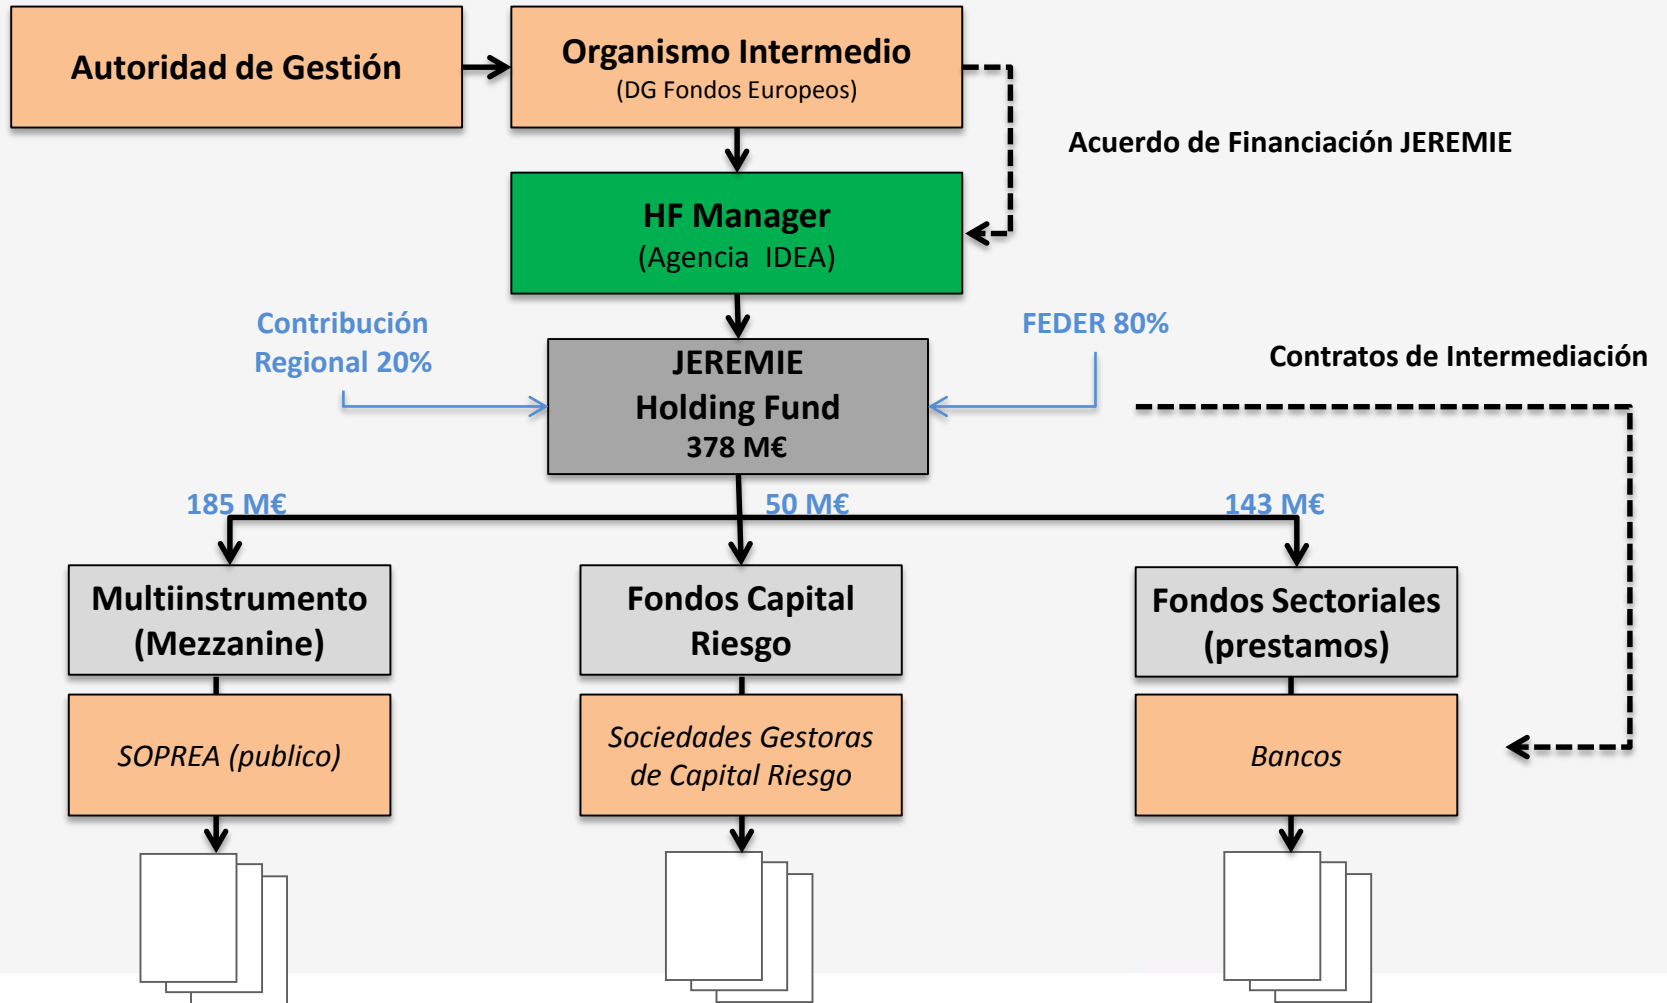 Autoridad de Gestión
Organismo Intermedio
(DG Fondos Europeos)
Acuerdo de Financiación JEREMIE
HF Manager
(Agencia IDEA)
Contribución
Regional 20%
FEDER 80%
JEREMIE
Holding Fund
378 M€
Contratos de Intermediación
185 M€
50 M€
143 M€
Multiinstrumento
(Mezzanine)
Fondos Capital
Riesgo
Fondos Sectoriales
(prestamos)
SOPREA (publico)
Sociedades Gestoras
de Capital Riesgo
Bancos